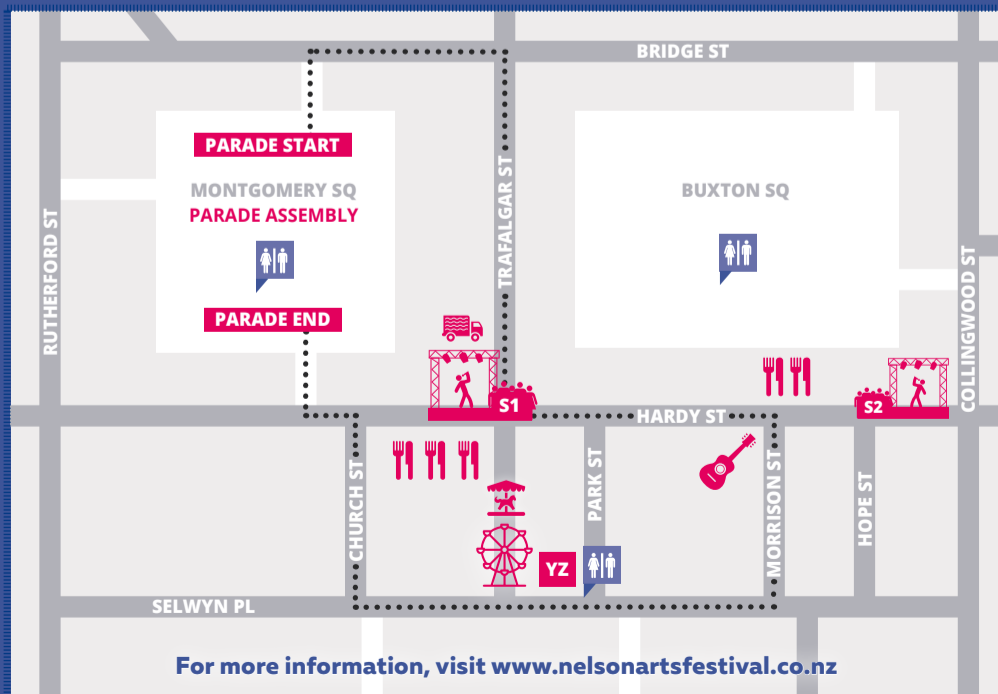 BRIDGE ST
PARADE START
MONTGOMERY SQ
PARADE ASSEMBLY
PARADE END
RUTHERFORD ST
TRAFALGAR ST
BUXTON SQ
COLLINGWOOD ST
S1
S2
HARDY ST
CHURCH ST
PARK ST
MORRISON ST
HOPE ST
YZ
SELWYN PL
For more information, visit www.nelsonartsfestival.co.nz